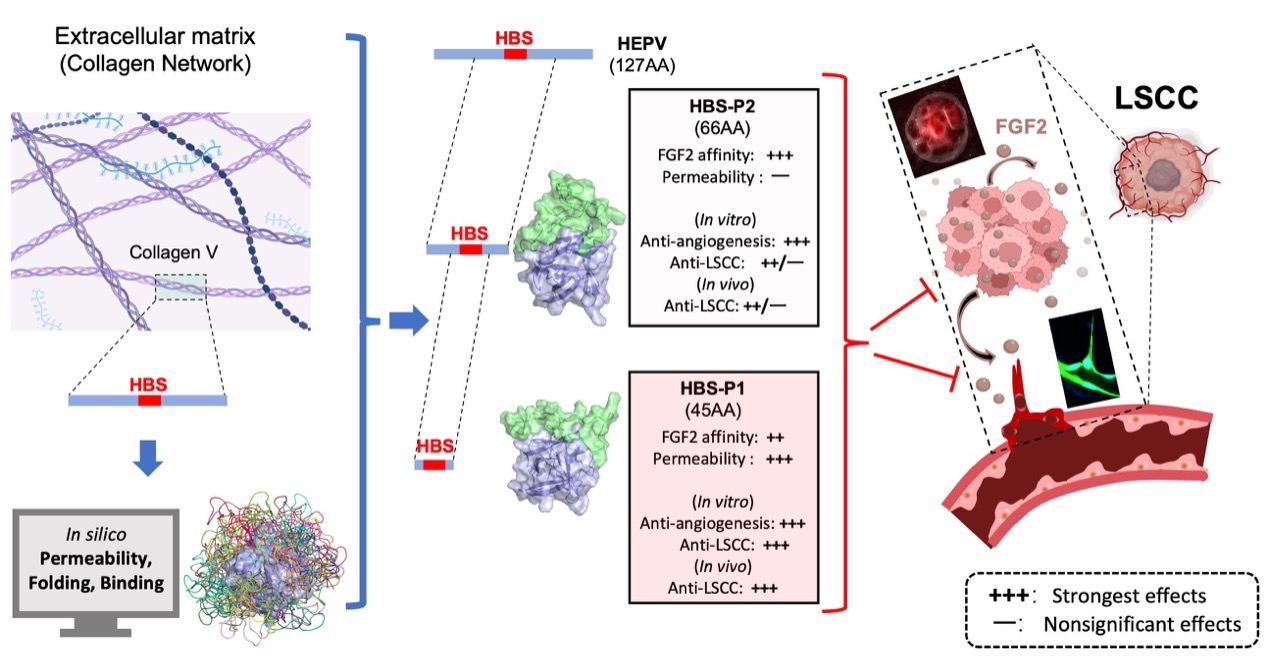 Extracellular matrix
(Collagen Network)
Collagen V
HBS
In silico
Permeability,
Folding, Binding
HBS
HEPV
(127AA)
HBS
HBS
HBS-P2
(66AA)
FGF2 affinity: +++
Permeability : —
(In vitro)
Anti-angiogenesis: +++
Anti-LSCC: ++/—
(In vivo)
Anti-LSCC: ++/—
HBS-P1
(45AA)
FGF2 affinity: ++
Permeability : +++
(In vitro)
Anti-angiogenesis: +++
Anti-LSCC: +++
(In vivo)
Anti-LSCC: +++
LSCC
FGF2
+++: Strongest effects
—: Nonsignificant effects